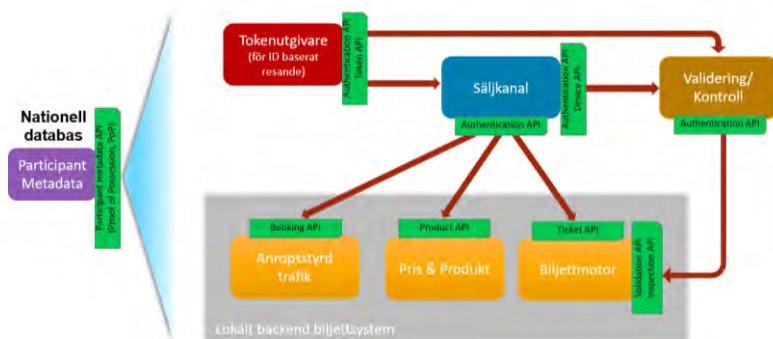 Tokenutgivare
(för ID baserat
resande)
Authentication API
Token API
Säljkanal
Authentication API
Authentication API
Device API
Validering/
Kontroll
Authentication API
Nationell
databas
Participant
Metadata
Participant metadata API
(Proof of Possession, PoP)
Booking API
Anropsstyrd
trafik
Product API
Pris & Produkt
Ticket API
Biljettmotor
Validation API
Inspection API
Lokalt backend biljettsystem